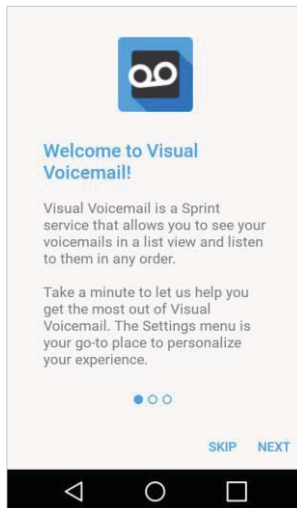 Welcome to Visual
Voicemail!
Visual Voicemail is a Sprint
service that allows you to see your
voicemails in a list view and listen
to them in any order.
Take a minute to let us help you
get the most out of Visual
Voicemail. The Settings menu is
your go-to place to personalize
your experience.
SKIP NEXT